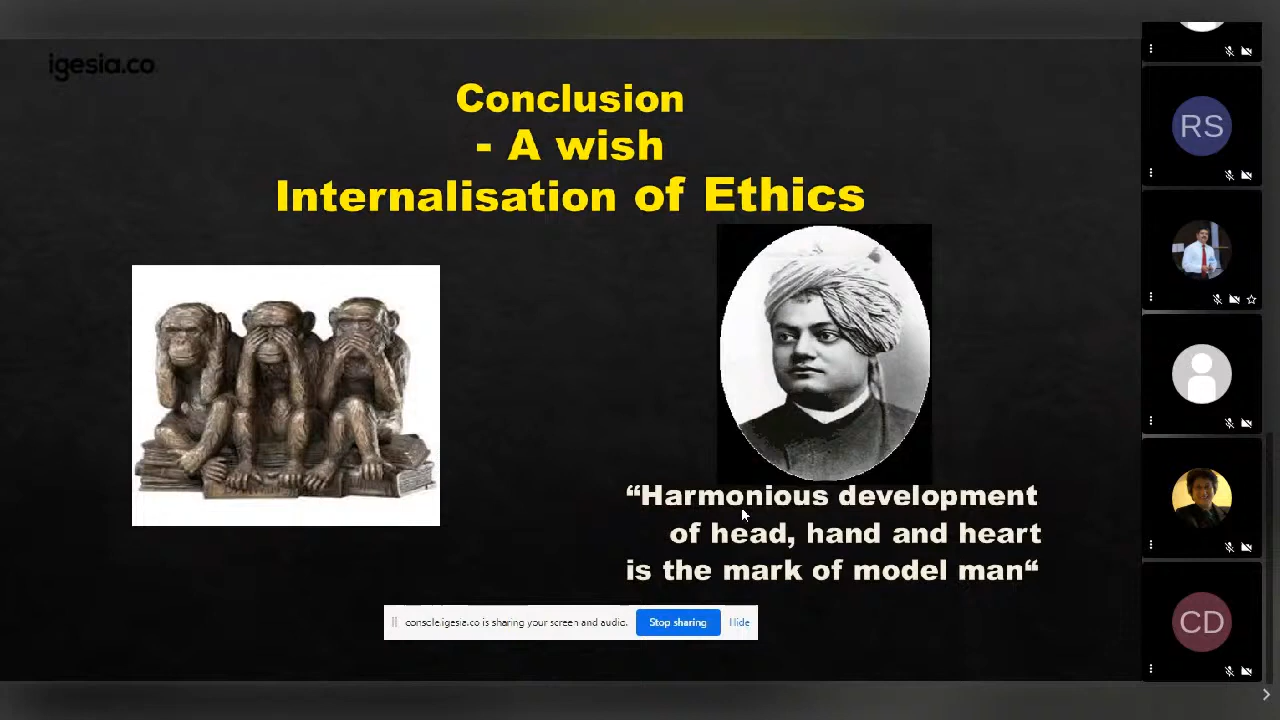 igesia.co
Conclusion
- A wish
Internalisation of Ethics
“Harmonious development
of head, hand and heart
is the mark of model man“
console.igesia.co is sharing your screen and audio.
Stop sharing
Hide
RS
CD